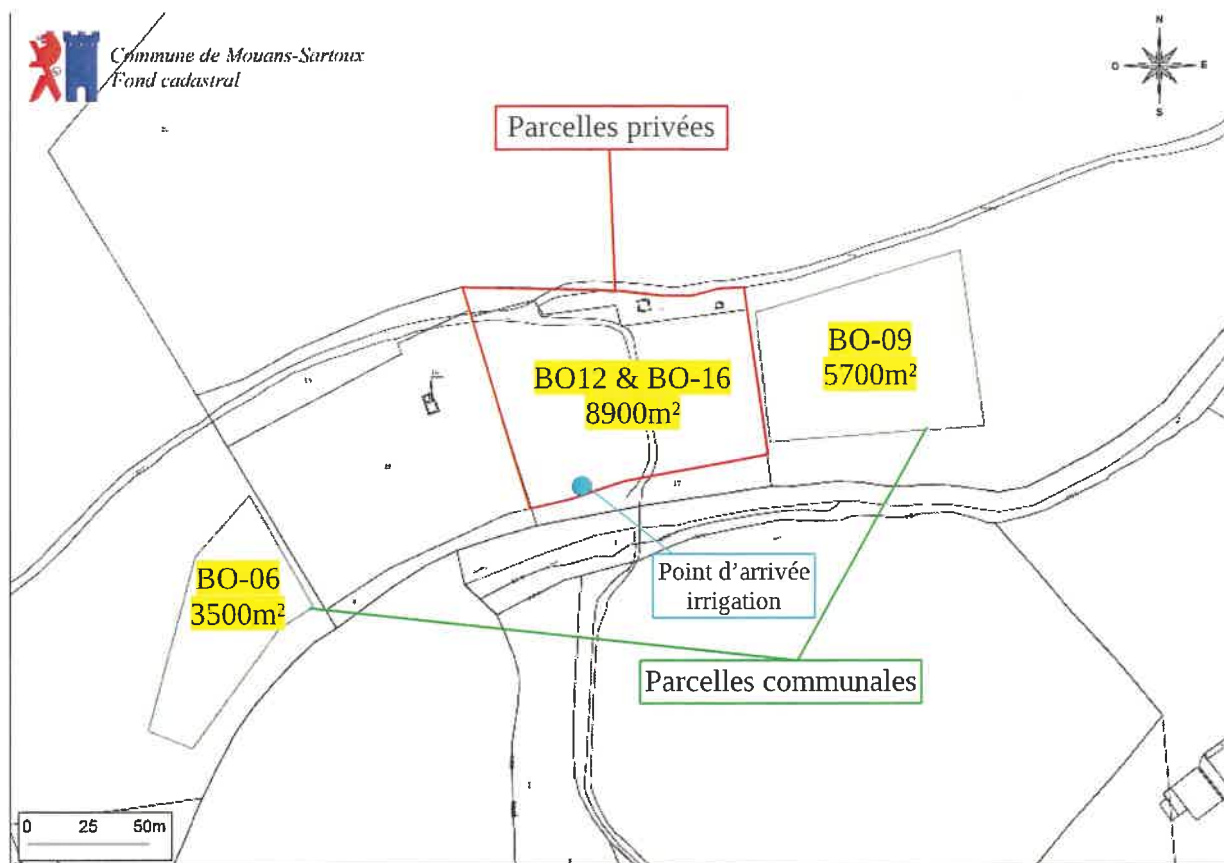 Commune de Mouans-Sartoux
Fond cadastral
N
O
E
S
Parcelles privées
BO12 & BO-16
8900m²
BO-09
5700m²
BO-06
3500m²
Point d'arrivée
irrigation
Parcelles communales
17
0 25 50m